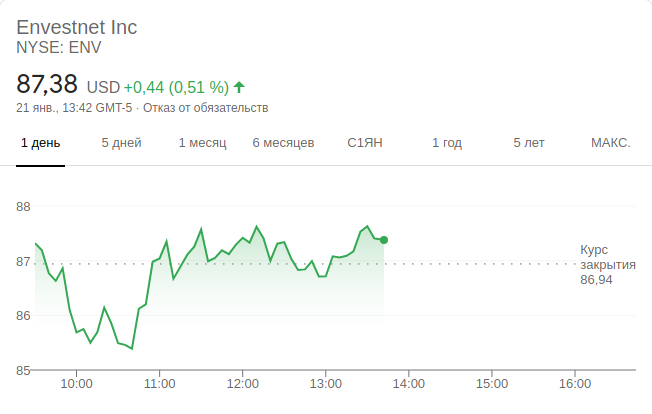 Envestnet Inc
NYSE: ENV
87,38 USD +0,44 (0,51 %)
21 янв., 13:42 GMT-5 · Отказ от обязательств
1 день 5 дней 1 месяц 6 месяцев С1ЯН 1 год 5 лет МАКС.
88
87
86
85
Курс
закрытия
86,94
10:00 11:00 12:00 13:00 14:00 15:00 16:00